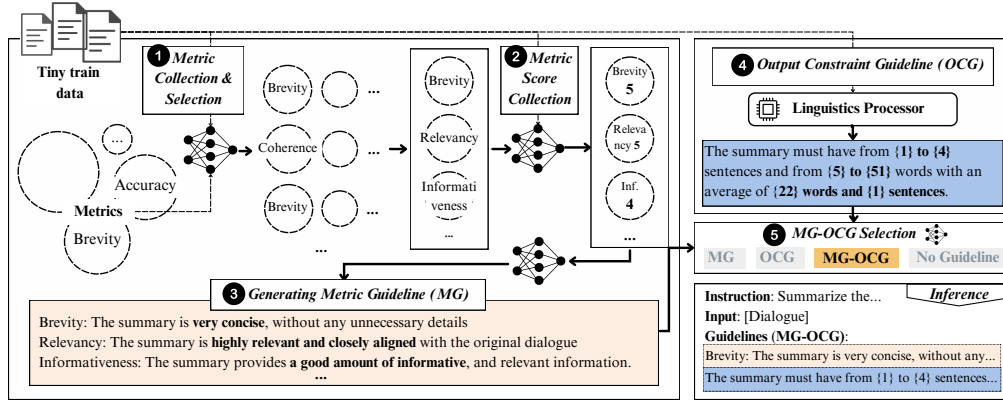 Tiny train
data
Metrics
...
Accuracy
Brevity
1 Metric
Collection &
Selection
Brevity
...
Coherence
...
Brevity
...
...
Brevity
Relevancy
Informati
veness
...
2 Metric
Score
Collection
Brevity
5
Releva
ncy 5
Inf.
4
...
3 Generating Metric Guideline (MG)
Brevity: The summary is very concise, without any unnecessary details
Relevancy: The summary is highly relevant and closely aligned with the original dialogue
Informativeness: The summary provides a good amount of informative, and relevant information.
...
4 Output Constraint Guideline (OCG)
Linguistics Processor
The summary must have from {1} to {4}
sentences and from {5} to {51} words with an
average of {22} words and {1} sentences.
5 MG-OCG Selection
MG OCG MG-OCG No Guideline
Inference
Instruction: Summarize the...
Input: [Dialogue]
Guidelines (MG-OCG):
Brevity: The summary is very concise, without any...
The summary must have from {1} to {4} sentences...